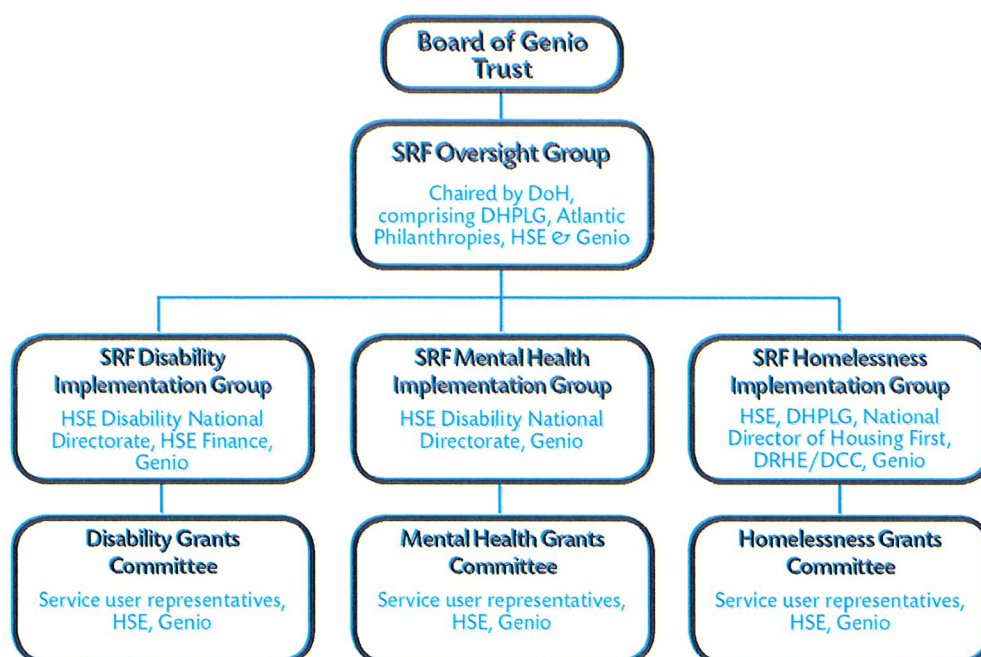 Board of Genio
Trust
SRF Oversight Group
Chaired by DoH,
comprising DHPLG, Atlantic
Philanthropies, HSE & Genio
SRF Disability
Implementation Group
HSE Disability National
Directorate, HSE Finance,
Genio
SRF Mental Health
Implementation Group
HSE Disability National
Directorate, Genio
SRF Homelessness
Implementation Group
HSE, DHPLG, National
Director of Housing First,
DRHE/DCC, Genio
Disability Grants
Committee
Service user representatives,
HSE, Genio
Mental Health Grants
Committee
Service user representatives,
HSE, Genio
Homelessness Grants
Committee
Service user representatives,
HSE, Genio